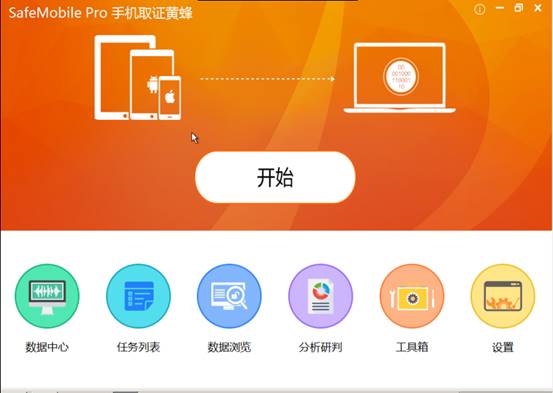 SafeMobile Pro 手机取证黄蜂
00
001000
110001
10
开始
数据中心
任务列表
数据浏览
分析研判
工具箱
设置